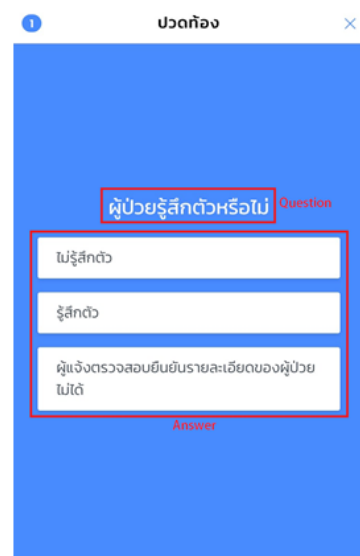 1 ปวดท้อง ×
ผู้ป่วยรู้สึกตัวหรือไม่ Question
ไม่รู้สึกตัว
รู้สึกตัว
ผู้แจ้งตรวจสอบยืนยันรายละเอียดของผู้ป่วย
ไม่ได้
Answer